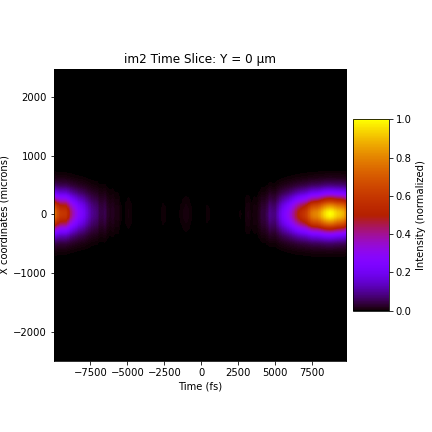 im2 Time Slice: Y = 0 μm
2000
1000
0
−1000
−2000
X coordinates (microns)
−7500 −5000 −2500 0 2500 5000 7500
Time (fs)
1.0
0.8
0.6
0.4
0.2
0.0
Intensity (normalized)